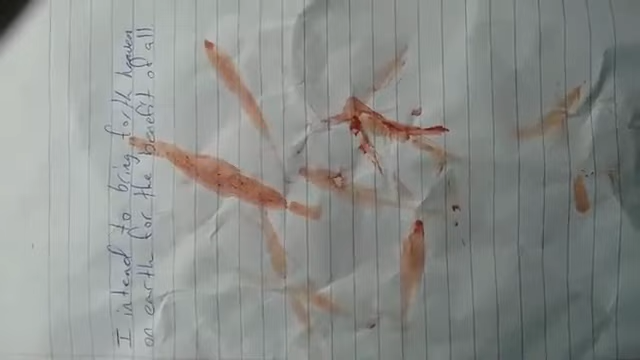 I intend to bring forth heaven
on earth for the benefit of all